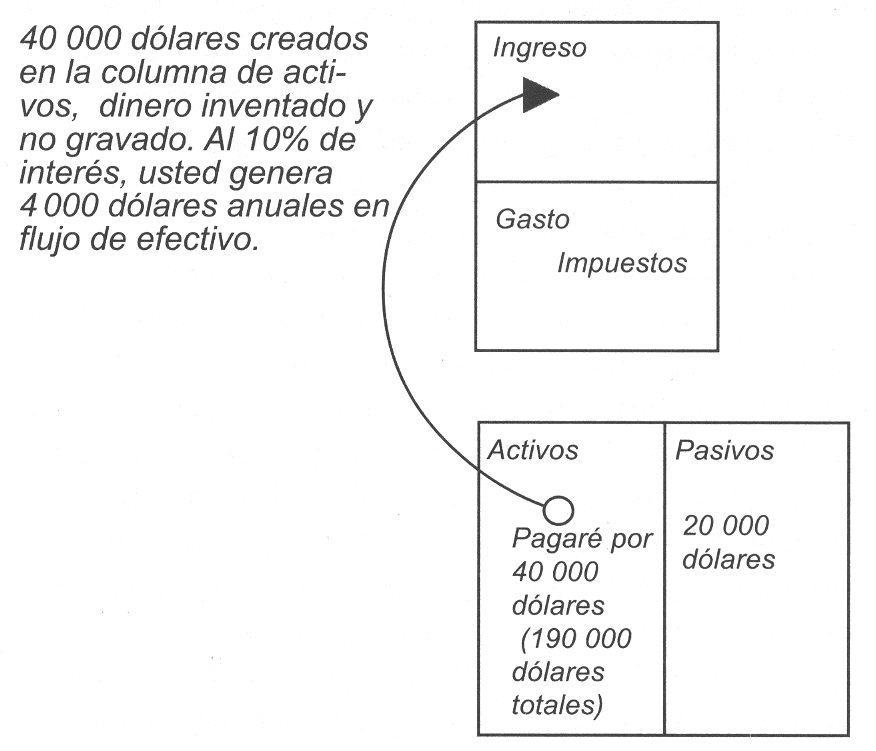 40 000 dólares creados
en la columna de acti-
vos, dinero inventado y
no gravado. Al 10% de
interés, usted genera
4 000 dólares anuales en
flujo de efectivo.
Ingreso
Gasto
Impuestos
Activos
Pagaré por
40 000
dólares
(190 000
dólares
totales)
Pasivos
20 000
dólares